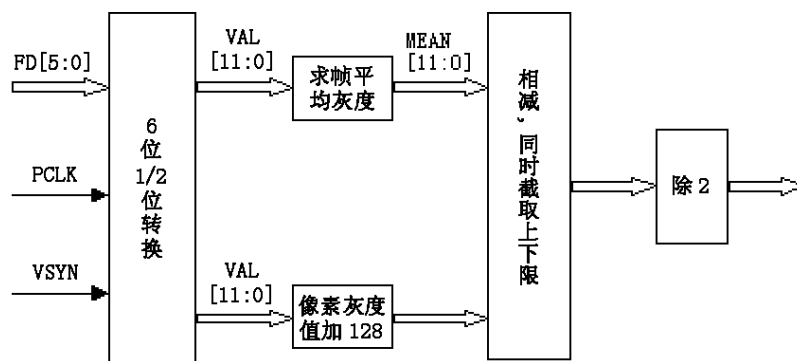 FD[5:0]
PCLK
VSYN
6
位
1/2
位
转
换
VAL
[11:0]
求帧平
均灰度
MEAN
[11:0]
VAL
[11:0]
像素灰度
值加 128
相
减,
同
时
截
取
上
下
限
除 2